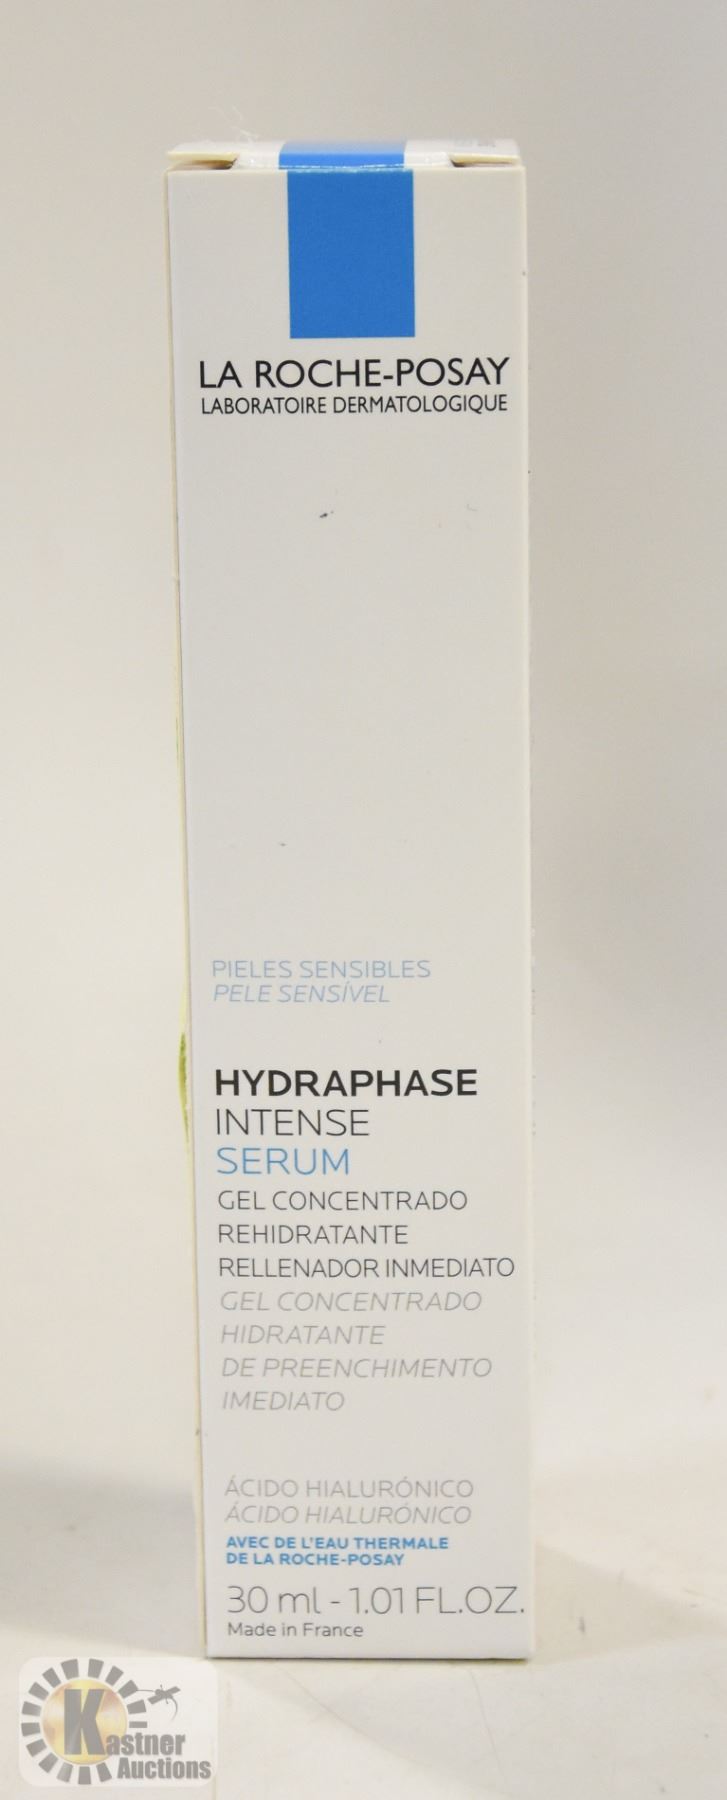 LA ROCHE-POSAY
LABORATOIRE DERMATOLOGIQUE
PIELES SENSIBLES
PELE SENSÍVEL
HYDRAPHASE
INTENSE
SERUM
GEL CONCENTRADO
REHIDRATANTE
RELLENADOR INMEDIATO
GEL CONCENTRADO
HIDRATANTE
DE PREENCHIMENTO
IMEDIATO
ÁCIDO HIALURÓNICO
ÁCIDO HIALURÓNICO
AVEC DE L'EAU THERMALE
DE LA ROCHE-POSAY
30 ml - 1.01 FL.OZ.
Made in France
Kastner
Auctions